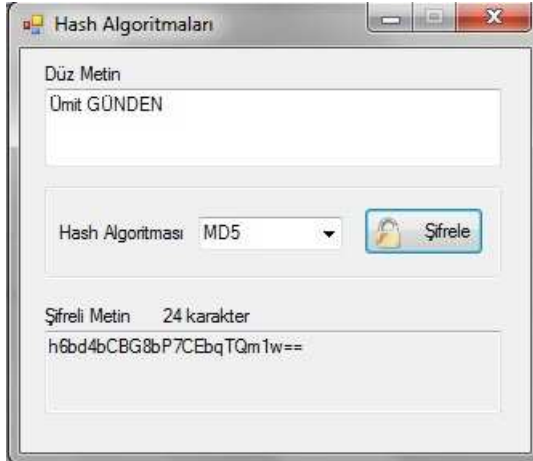 Hash Algoritmaları
Düz Metin
Ümit GÜNDEN
Hash Algoritması MD5 Şifrele
Şifreli Metin 24 karakter
h6bd4bCBG8bP7CEbqTQm1w==